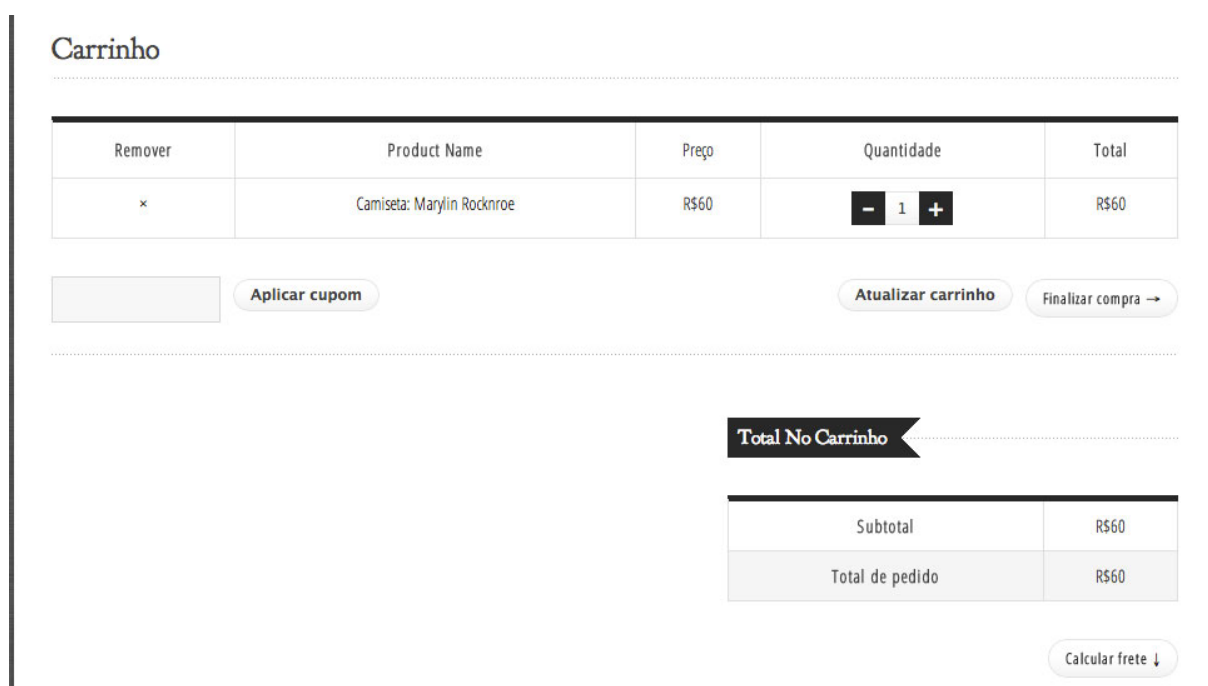 Carrinho
Remover Product Name Preço Quantidade Total
× Camiseta: Marylin Rocknroe R$60 − 1 + R$60
Aplicar cupom Atualizar carrinho Finalizar compra →
Total No Carrinho
Subtotal R$60
Total de pedido R$60
Calcular frete ↓